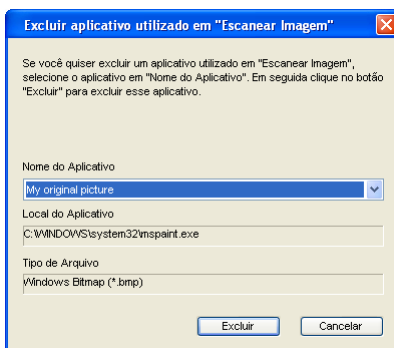 Excluir aplicativo utilizado em "Escanear Imagem"
Se você quiser excluir um aplicativo utilizado em "Escanear Imagem",
selecione o aplicativo em "Nome do Aplicativo". Em seguida clique no botão
"Excluir" para excluir esse aplicativo.
Nome do Aplicativo
My original picture
Local do Aplicativo
C:\WINDOWS\system32\mspaint.exe
Tipo de Arquivo
Windows Bitmap (*.bmp)
Excluir
Cancelar